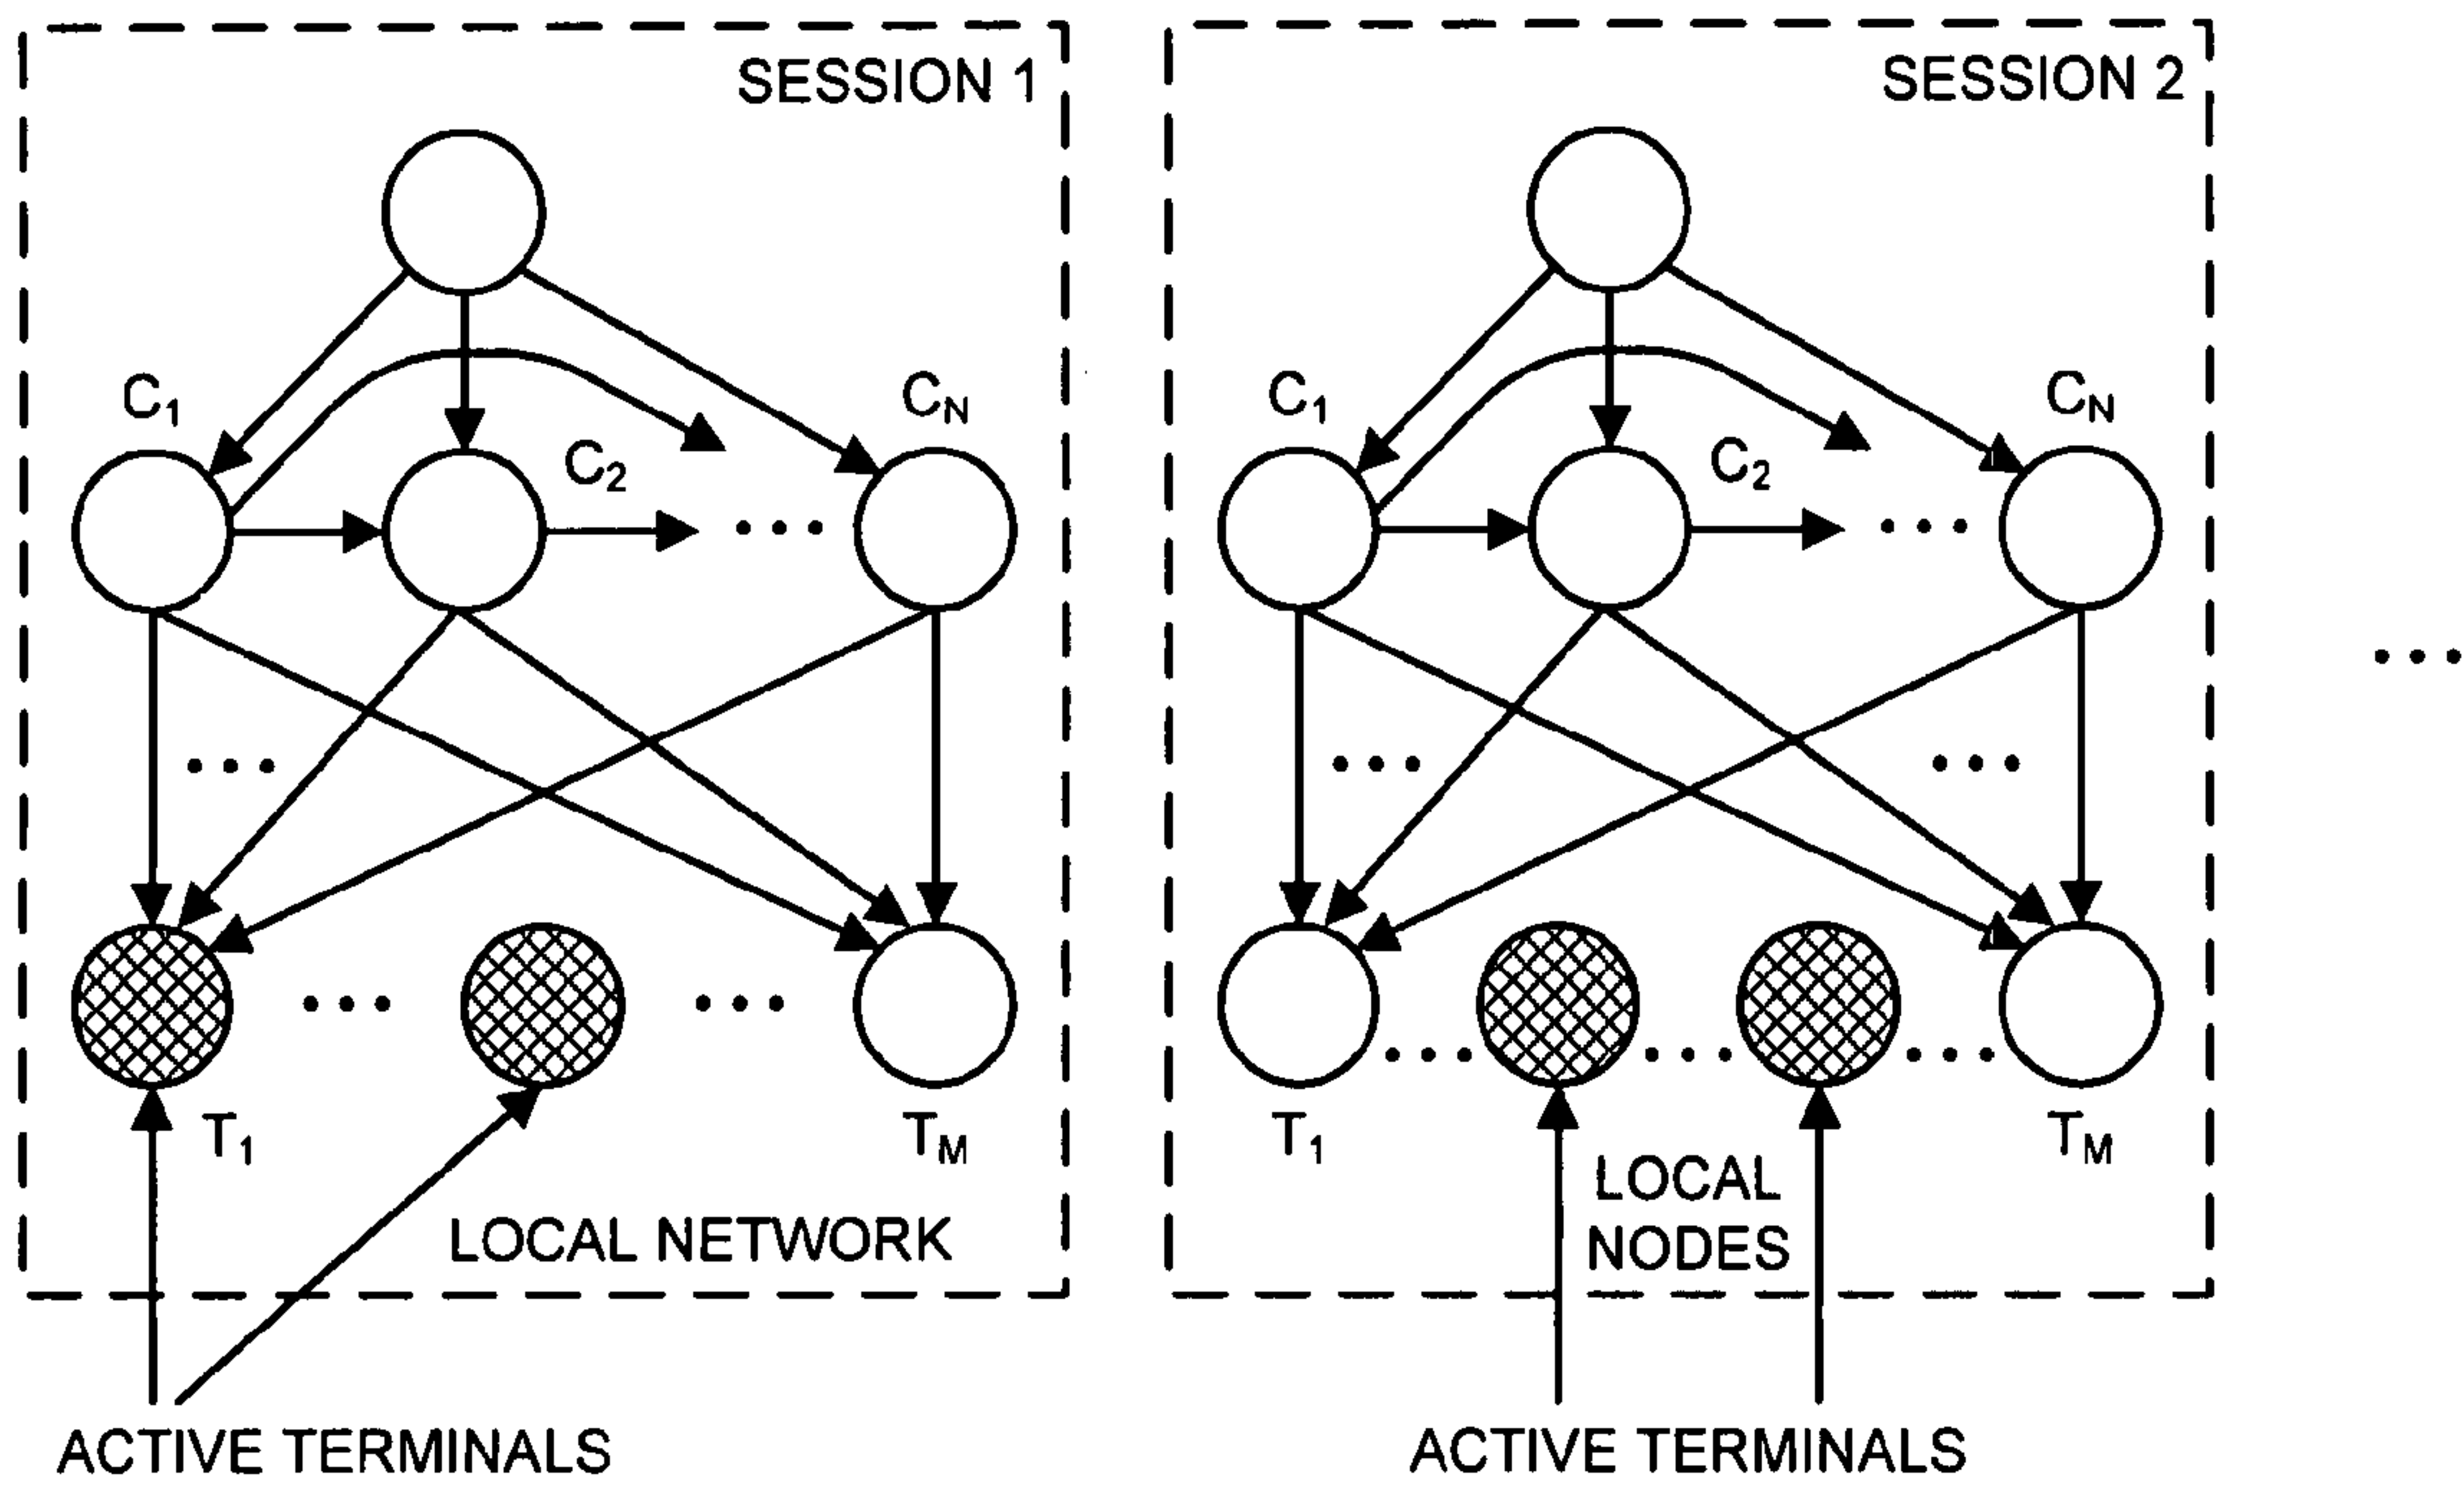 SESSION 1
C1
C2
CN
T1
TM
LOCAL NETWORK
ACTIVE TERMINALS
SESSION 2
C1
C2
CN
T1
TM
LOCAL
NODES
ACTIVE TERMINALS